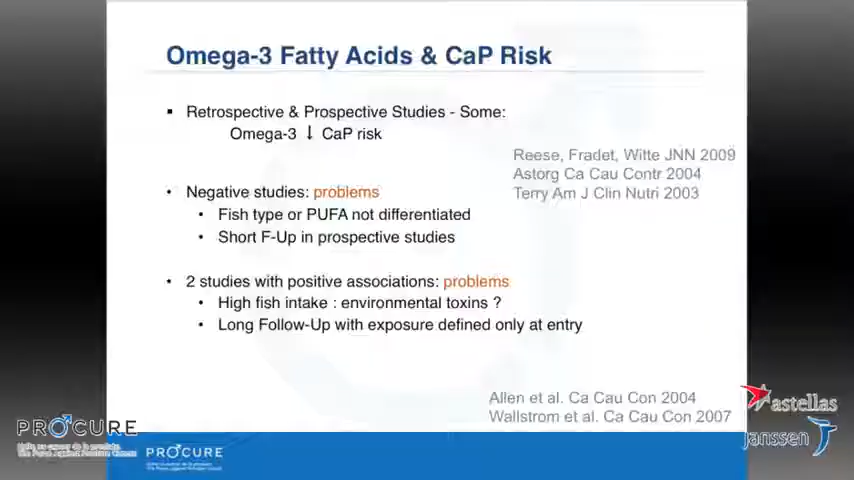 Omega-3 Fatty Acids & CaP Risk
▪ Retrospective & Prospective Studies - Some:
Omega-3 ↓ CaP risk
Reese, Fradet, Witte JNN 2009
Astorg Ca Cau Contr 2004
Terry Am J Clin Nutri 2003
• Negative studies: problems
• Fish type or PUFA not differentiated
• Short F-Up in prospective studies
• 2 studies with positive associations: problems
• High fish intake : environmental toxins ?
• Long Follow-Up with exposure defined only at entry
Allen et al. Ca Cau Con 2004
Wallstrom et al. Ca Cau Con 2007
astellas
janssen
PROCURE
PROCURE